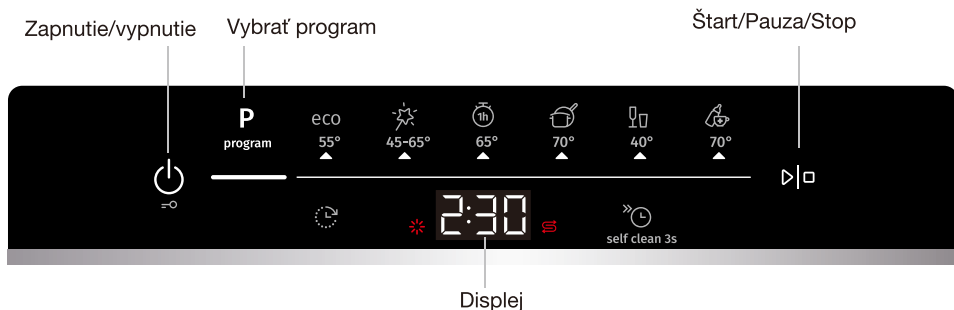 Zapnutie/vypnutie
Vybrať program
Štart/Pauza/Stop
P
program
eco
55°
45-65°
1h
65°
70°
40°
70°
2:30
self clean 3s
Displej